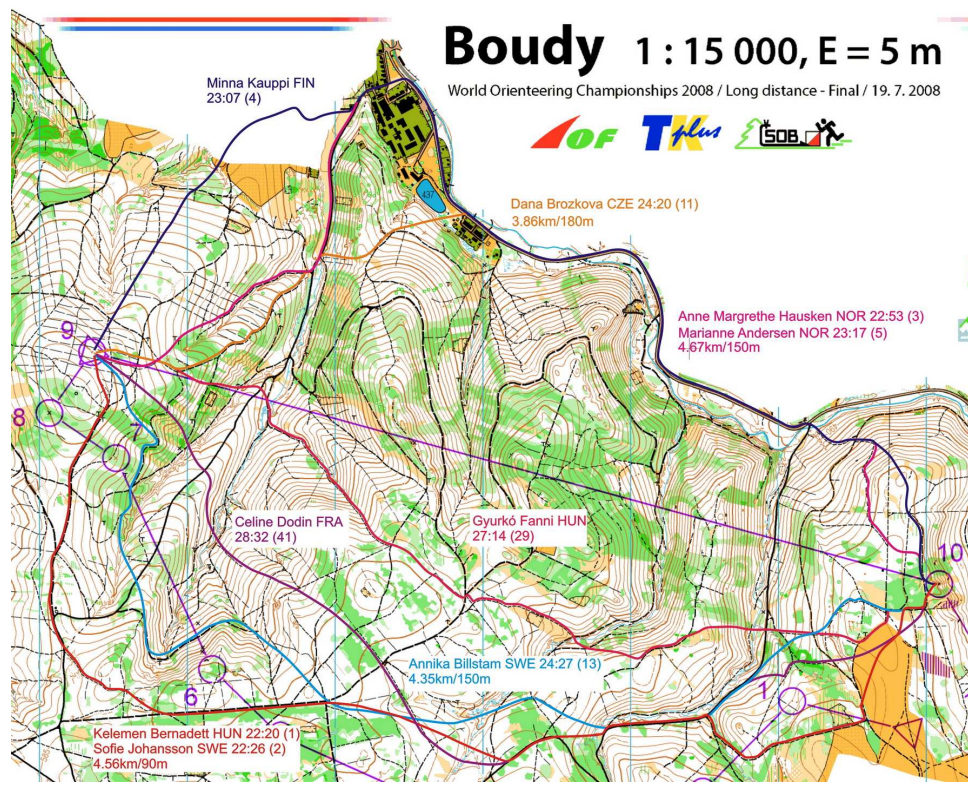 Boudy 1 : 15 000, E = 5 m
World Orienteering Championships 2008 / Long distance - Final / 19. 7. 2008
OF
TK plus
ŠOB
Minna Kauppi FIN
23:07 (4)
437
Dana Brozkova CZE 24:20 (11)
3.86km/180m
Anne Margrethe Hausken NOR 22:53 (3)
Marianne Andersen NOR 23:17 (5)
4.67km/150m
9
8
7
Celine Dodin FRA
28:32 (41)
Gyurkó Fanni HUN
27:14 (29)
10
Annika Billstam SWE 24:27 (13)
4.35km/150m
6
1
Kelemen Bernadett HUN 22:20 (1)
Sofie Johansson SWE 22:26 (2)
4.56km/90m